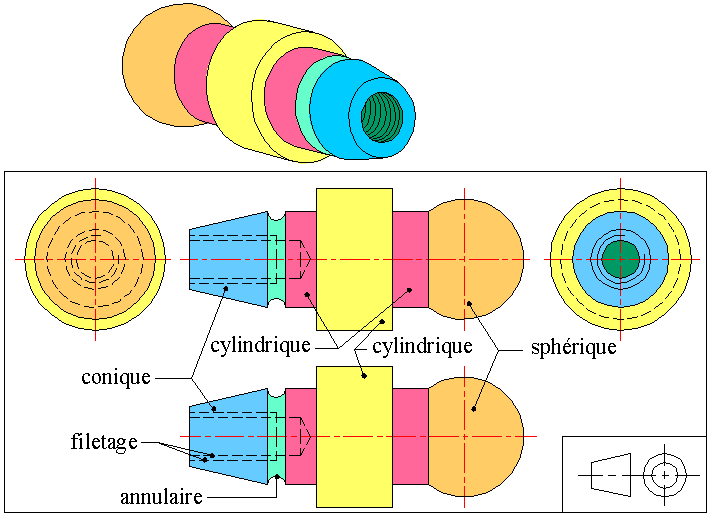 cylindrique
cylindrique
sphérique
conique
filetage
annulaire